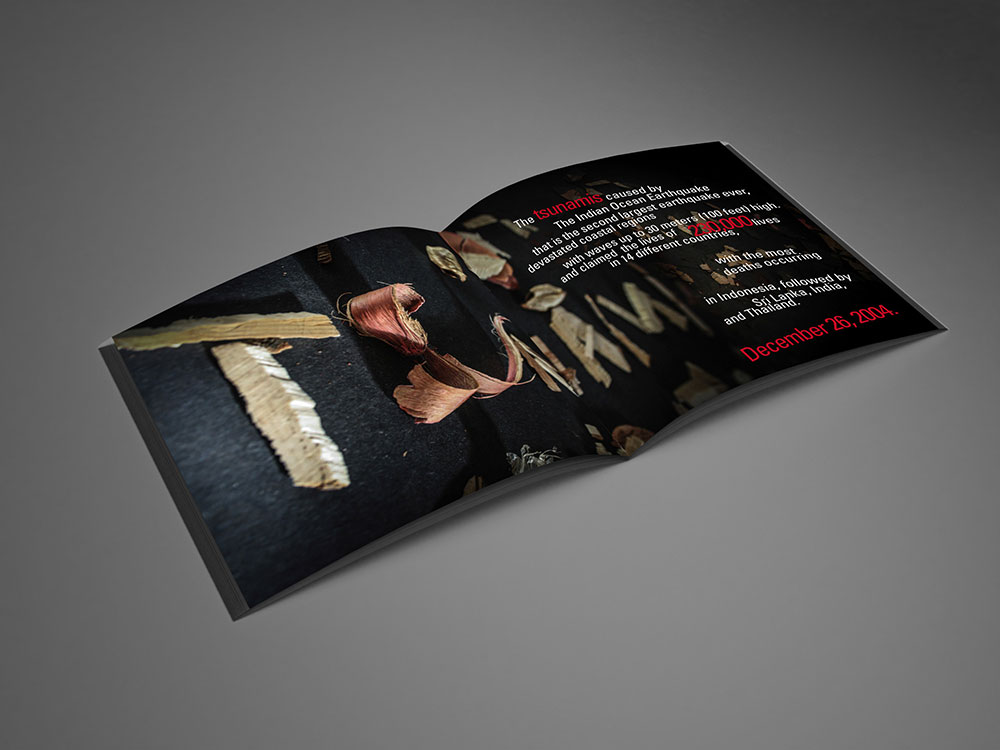 The tsunamis caused by
The Indian Ocean Earthquake
that is the second largest earthquake ever,
devastated coastal regions
with waves up to 30 meters (100 feet) high.
and claimed the lives of 230,000 lives
in 14 different countries,
with the most
deaths occurring
in Indonesia, followed by
Sri Lanka, India,
and Thailand.
December 26, 2004.